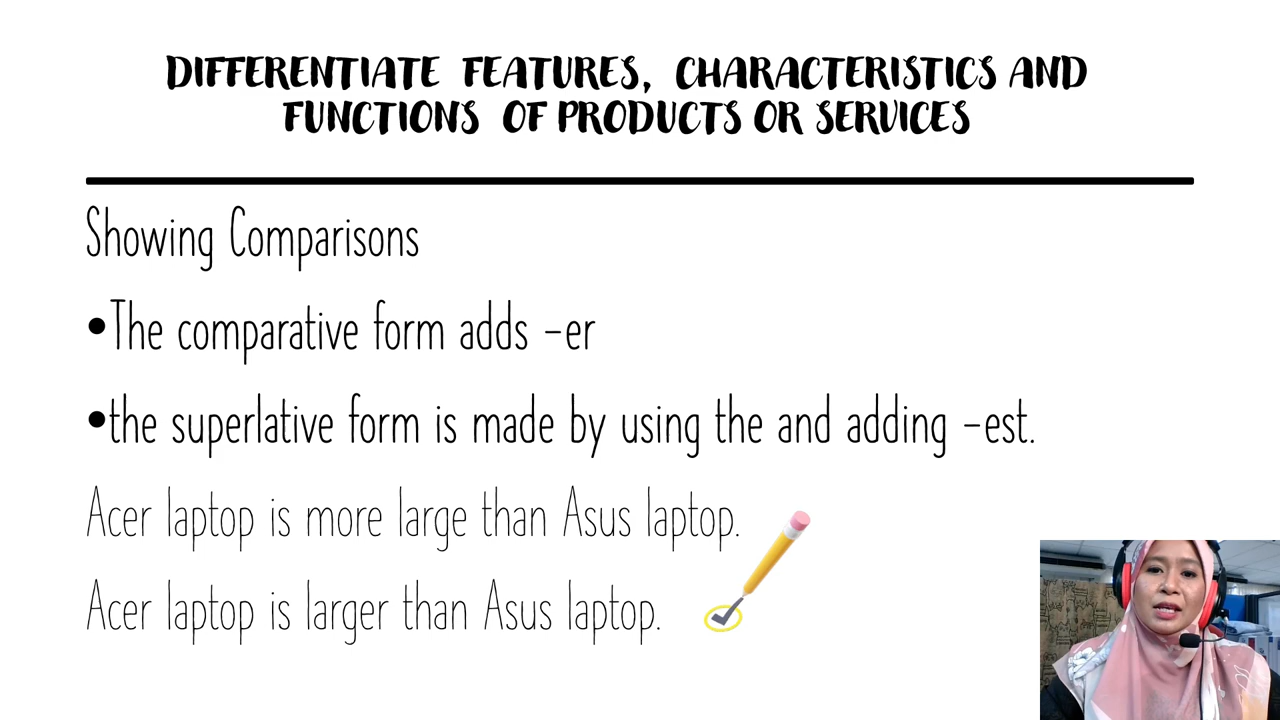 DIFFERENTIATE FEATURES, CHARACTERISTICS AND
FUNCTIONS OF PRODUCTS OR SERVICES
Showing Comparisons
•The comparative form adds –er
•the superlative form is made by using the and adding –est.
Acer laptop is more large than Asus laptop.
Acer laptop is larger than Asus laptop.